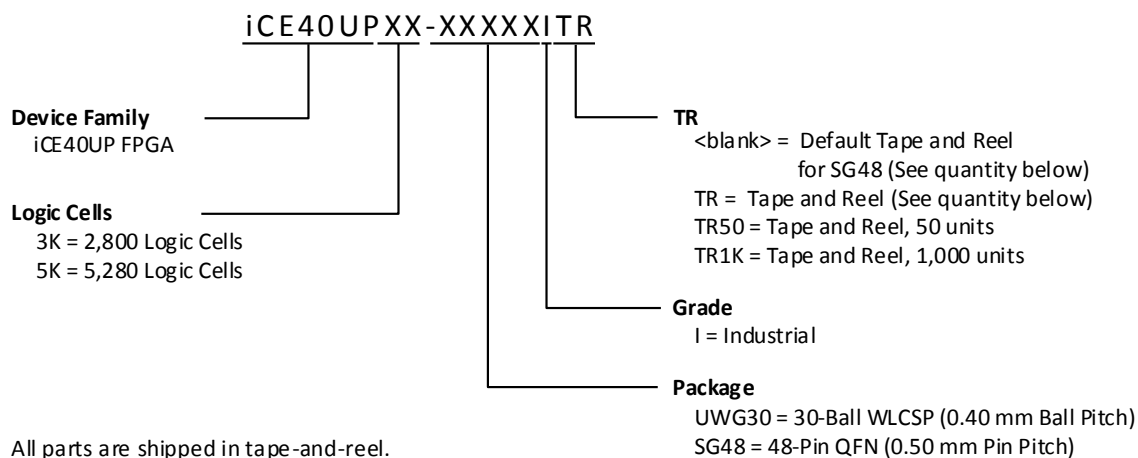 iCE40UPXX-XXXXXITR
Device Family
iCE40UP FPGA
Logic Cells
3K = 2,800 Logic Cells
5K = 5,280 Logic Cells
TR
<blank> = Default Tape and Reel
for SG48 (See quantity below)
TR = Tape and Reel (See quantity below)
TR50 = Tape and Reel, 50 units
TR1K = Tape and Reel, 1,000 units
Grade
I = Industrial
Package
UWG30 = 30-Ball WLCSP (0.40 mm Ball Pitch)
SG48 = 48-Pin QFN (0.50 mm Pin Pitch)
All parts are shipped in tape-and-reel.